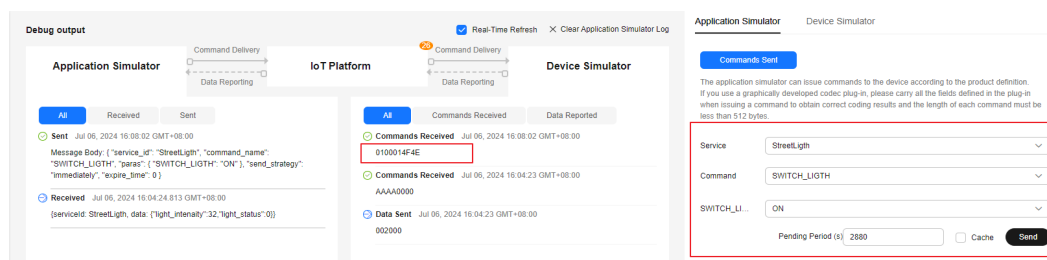 Debug output
Real-Time Refresh
Clear Application Simulator Log
Application Simulator
Command Delivery
Data Reporting
IoT Platform
26
Command Delivery
Data Reporting
Device Simulator
All
Received
Sent
Sent Jul 06, 2024 16:08:02 GMT+08:00
Message Body: { "service_id": "StreetLigth", "command_name":
"SWITCH_LIGTH", "paras": { "SWITCH_LIGTH": "ON" }, "send_strategy":
"immediately", "expire_time": 0 }
Received Jul 06, 2024 16:04:24.813 GMT+08:00
{serviceId: StreetLigth, data: {"light_intenaity":32,"light_status":0}}
All
Commands Received
Data Reported
Commands Received Jul 06, 2024 16:08:02 GMT+08:00
0100014F4E
Commands Received Jul 06, 2024 16:04:23 GMT+08:00
AAAA0000
Data Sent Jul 06, 2024 16:04:23 GMT+08:00
002000
Application Simulator
Device Simulator
Commands Sent
The application simulator can issue commands to the device according to the product definition.
If you use a graphically developed codec plug-in, please carry all the fields defined in the plug-in
when issuing a command to obtain correct coding results and the length of each command must be
less than 512 bytes.
Service
StreetLigth
Command
SWITCH_LIGTH
SWITCH_LI...
ON
Pending Period (s)
2880
Cache
Send